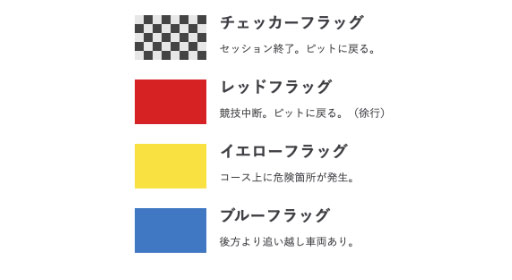 チェッカーフラッグ
セッション終了。ピットに戻る。
レッドフラッグ
競技中断。ピットに戻る。（徐行）
イエローフラッグ
コース上に危険箇所が発生。
ブルーフラッグ
後方より追い越し車両あり。